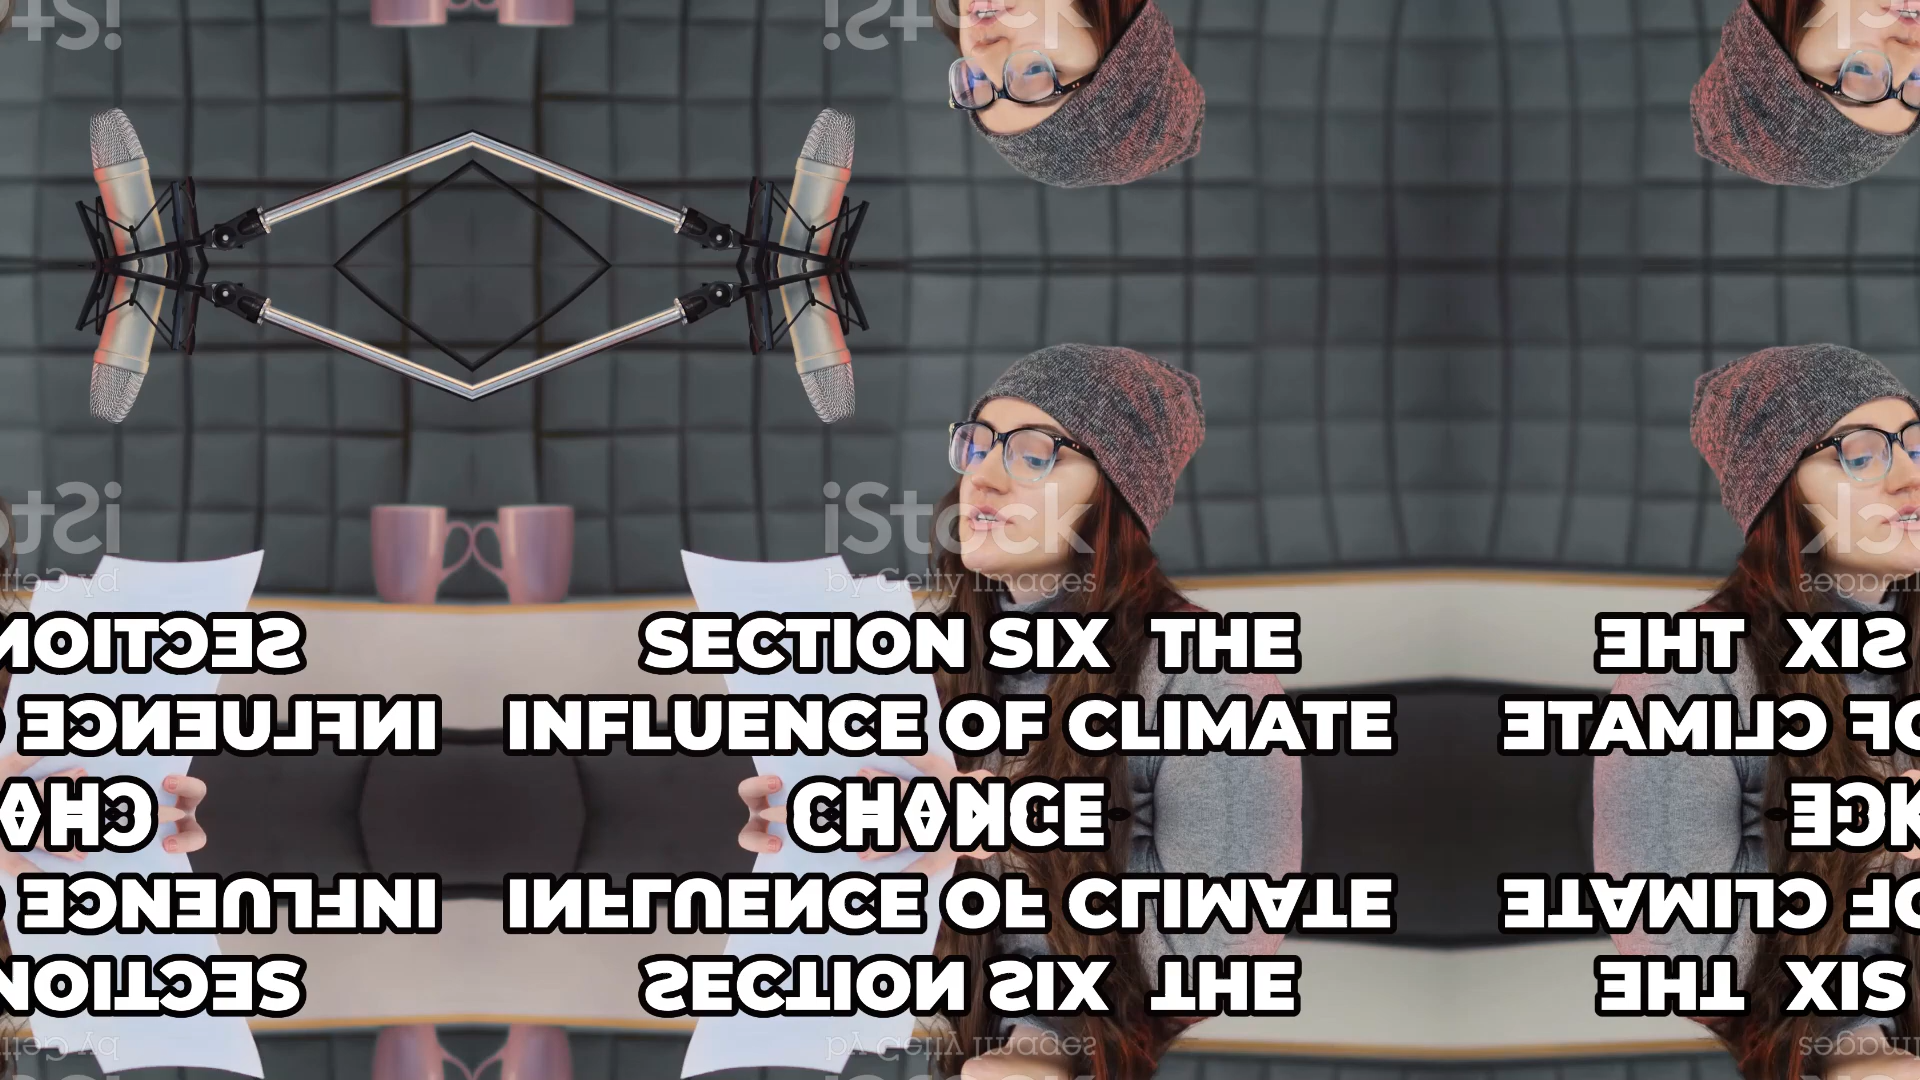 iStock
by Getty Images
SECTION SIX THE
INFLUENCE OF CLIMATE
CHANGE